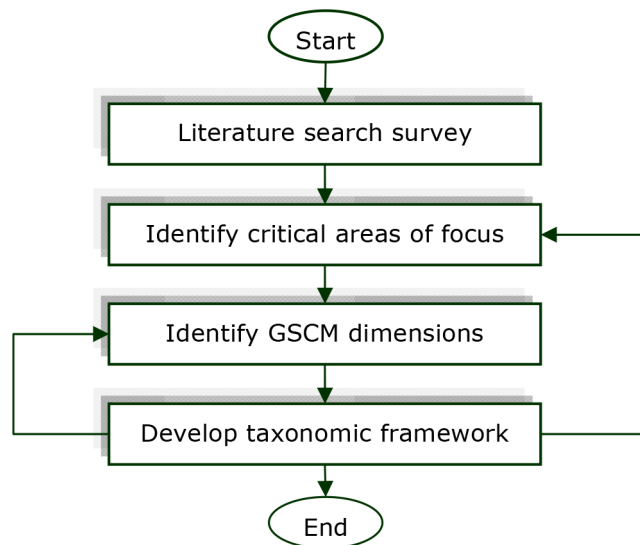 Start
Literature search survey
Identify critical areas of focus
Identify GSCM dimensions
Develop taxonomic framework
End